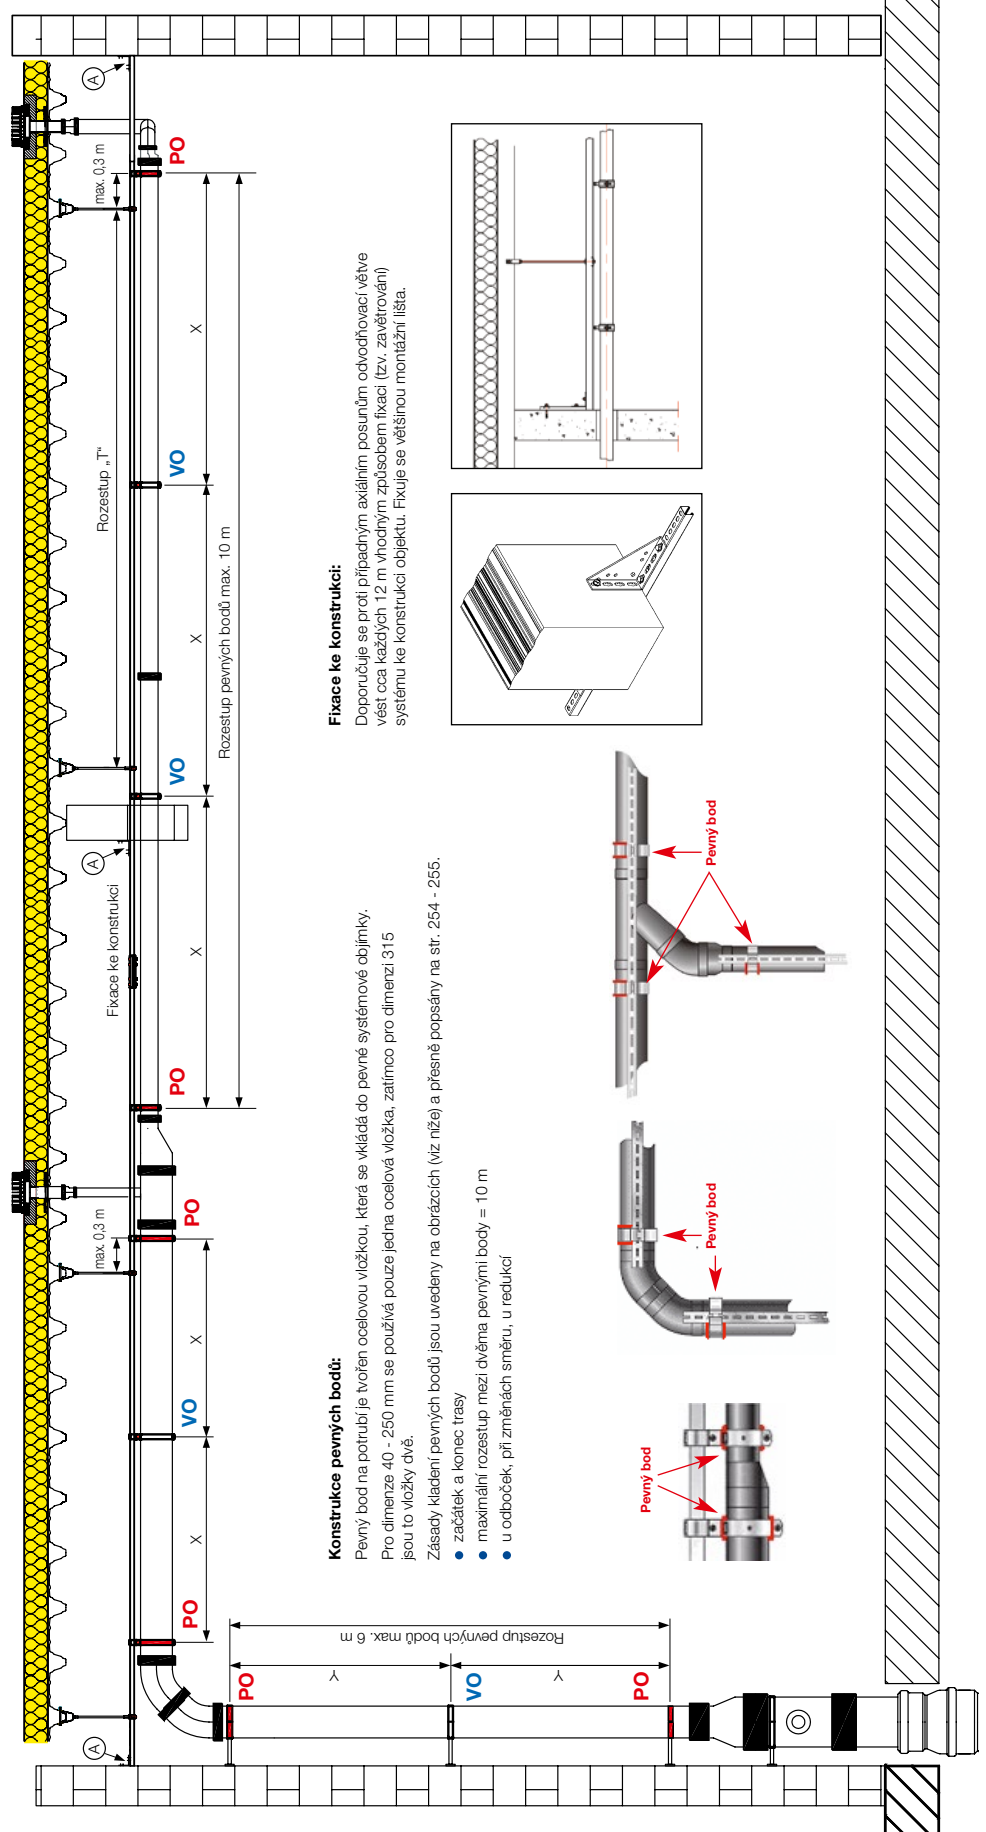 A
Rozestup „T“
max. 0,3 m
Fixace ke konstrukci
A
max. 0,3 m
A
PO
X
VO
X
PO
PO
X
VO
X
VO
X
PO
Rozestup pevných bodů max. 10 m
PO
Y
VO
Y
PO
Rozestup pevných bodů max. 6 m
Konstrukce pevných bodů:
Pevný bod na potrubí je tvořen ocelovou vložkou, která se vkládá do pevné systémové objímky.
Pro dimenze 40 - 250 mm se používá pouze jedna ocelová vložka, zatímco pro dimenzi 315
jsou to vložky dvě.
Zásady kladení pevných bodů jsou uvedeny na obrázcích (viz níže) a přesně popsány na str. 254 - 255.
• začátek a konec trasy
• maximální rozestup mezi dvěma pevnými body = 10 m
• u odboček, při změnách směru, u redukcí
Fixace ke konstrukci:
Doporučuje se proti případným axiálním posunům odvodňovací větve
vést cca každých 12 m vhodným způsobem fixaci (tzv. zavětrování)
systému ke konstrukci objektu. Fixuje se většinou montážní lišta.
Pevný bod
Pevný bod
Pevný bod